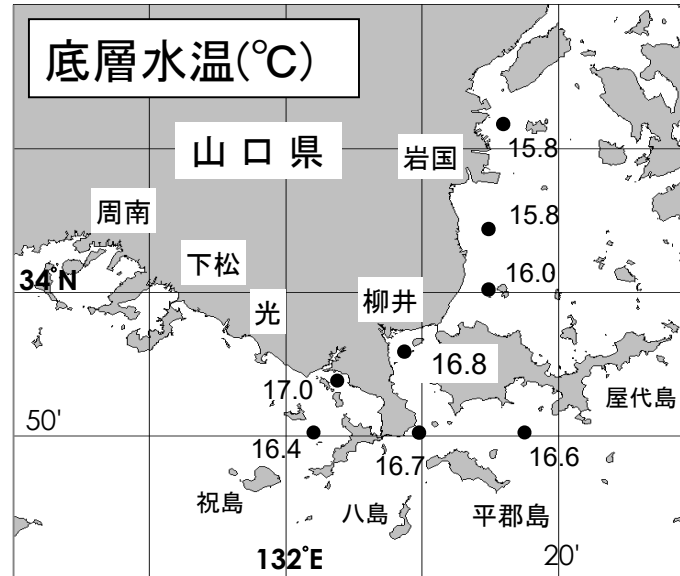 底層水温(℃)
山口県
岩国
15.8
周南
15.8
下松
34°N
16.0
光
柳井
16.8
17.0
屋代島
50'
16.4
16.7
16.6
祝島
八島
平郡島
132°E
20'